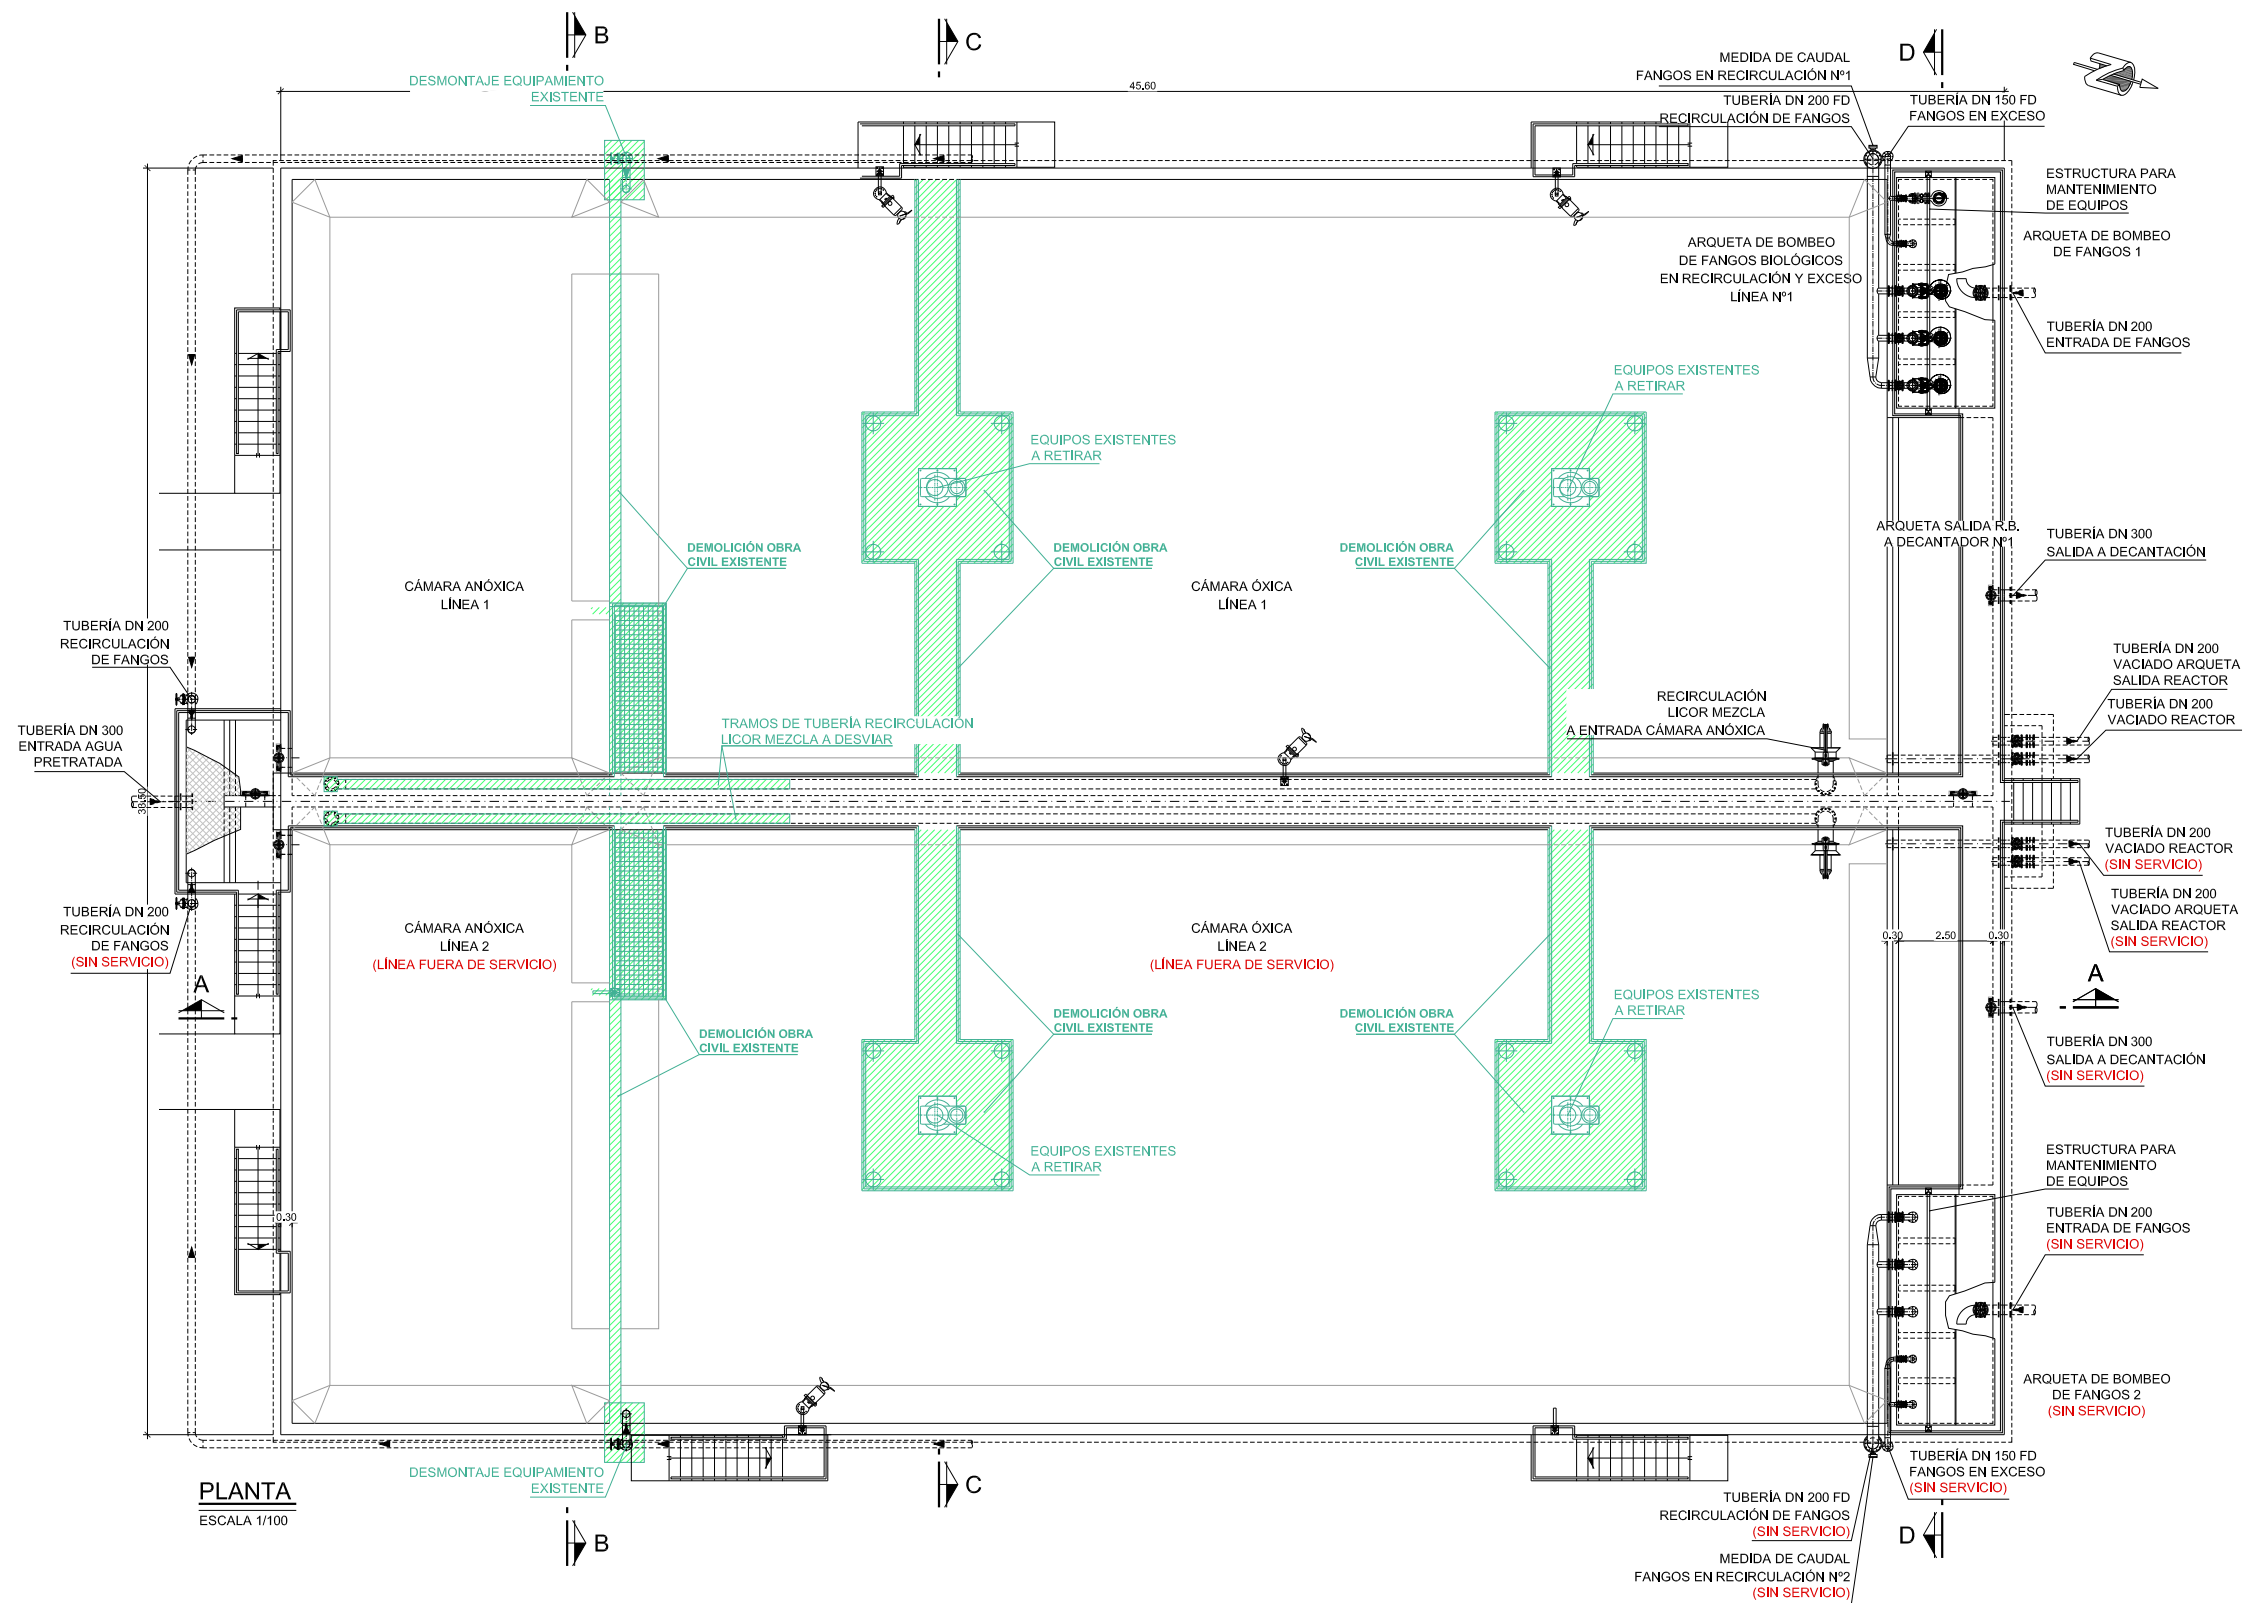 B
C
D
DESMONTAJE EQUIPAMIENTO
EXISTENTE
45.60
MEDIDA DE CAUDAL
FANGOS EN RECIRCULACIÓN Nº1
TUBERÍA DN 200 FD
RECIRCULACIÓN DE FANGOS
TUBERÍA DN 150 FD
FANGOS EN EXCESO
N
ESTRUCTURA PARA
MANTENIMIENTO
DE EQUIPOS
ARQUETA DE BOMBEO
DE FANGOS 1
ARQUETA DE BOMBEO
DE FANGOS BIOLÓGICOS
EN RECIRCULACIÓN Y EXCESO
LÍNEA Nº1
TUBERÍA DN 200
ENTRADA DE FANGOS
EQUIPOS EXISTENTES
A RETIRAR
EQUIPOS EXISTENTES
A RETIRAR
DEMOLICIÓN OBRA
CIVIL EXISTENTE
DEMOLICIÓN OBRA
CIVIL EXISTENTE
DEMOLICIÓN OBRA
CIVIL EXISTENTE
ARQUETA SALIDA R.B.
A DECANTADOR Nº1
TUBERÍA DN 300
SALIDA A DECANTACIÓN
CÁMARA ANÓXICA
LÍNEA 1
CÁMARA ÓXICA
LÍNEA 1
TUBERÍA DN 200
RECIRCULACIÓN
DE FANGOS
TUBERÍA DN 200
VACIADO ARQUETA
SALIDA REACTOR
TUBERÍA DN 200
VACIADO REACTOR
RECIRCULACIÓN
LICOR MEZCLA
A ENTRADA CÁMARA ANÓXICA
TRAMOS DE TUBERÍA RECIRCULACIÓN
LICOR MEZCLA A DESVIAR
TUBERÍA DN 300
ENTRADA AGUA
PRETRATADA
33.50
TUBERÍA DN 200
VACIADO REACTOR
(SIN SERVICIO)
TUBERÍA DN 200
VACIADO ARQUETA
SALIDA REACTOR
(SIN SERVICIO)
TUBERÍA DN 200
RECIRCULACIÓN
DE FANGOS
(SIN SERVICIO)
CÁMARA ANÓXICA
LÍNEA 2
(LÍNEA FUERA DE SERVICIO)
CÁMARA ÓXICA
LÍNEA 2
(LÍNEA FUERA DE SERVICIO)
0.30
2.50
0.30
A
A
EQUIPOS EXISTENTES
A RETIRAR
DEMOLICIÓN OBRA
CIVIL EXISTENTE
DEMOLICIÓN OBRA
CIVIL EXISTENTE
DEMOLICIÓN OBRA
CIVIL EXISTENTE
TUBERÍA DN 300
SALIDA A DECANTACIÓN
(SIN SERVICIO)
EQUIPOS EXISTENTES
A RETIRAR
ESTRUCTURA PARA
MANTENIMIENTO
DE EQUIPOS
TUBERÍA DN 200
ENTRADA DE FANGOS
(SIN SERVICIO)
0.30
ARQUETA DE BOMBEO
DE FANGOS 2
(SIN SERVICIO)
DESMONTAJE EQUIPAMIENTO
EXISTENTE
TUBERÍA DN 150 FD
FANGOS EN EXCESO
(SIN SERVICIO)
PLANTA
ESCALA 1/100
C
TUBERÍA DN 200 FD
RECIRCULACIÓN DE FANGOS
(SIN SERVICIO)
B
D
MEDIDA DE CAUDAL
FANGOS EN RECIRCULACIÓN Nº2
(SIN SERVICIO)